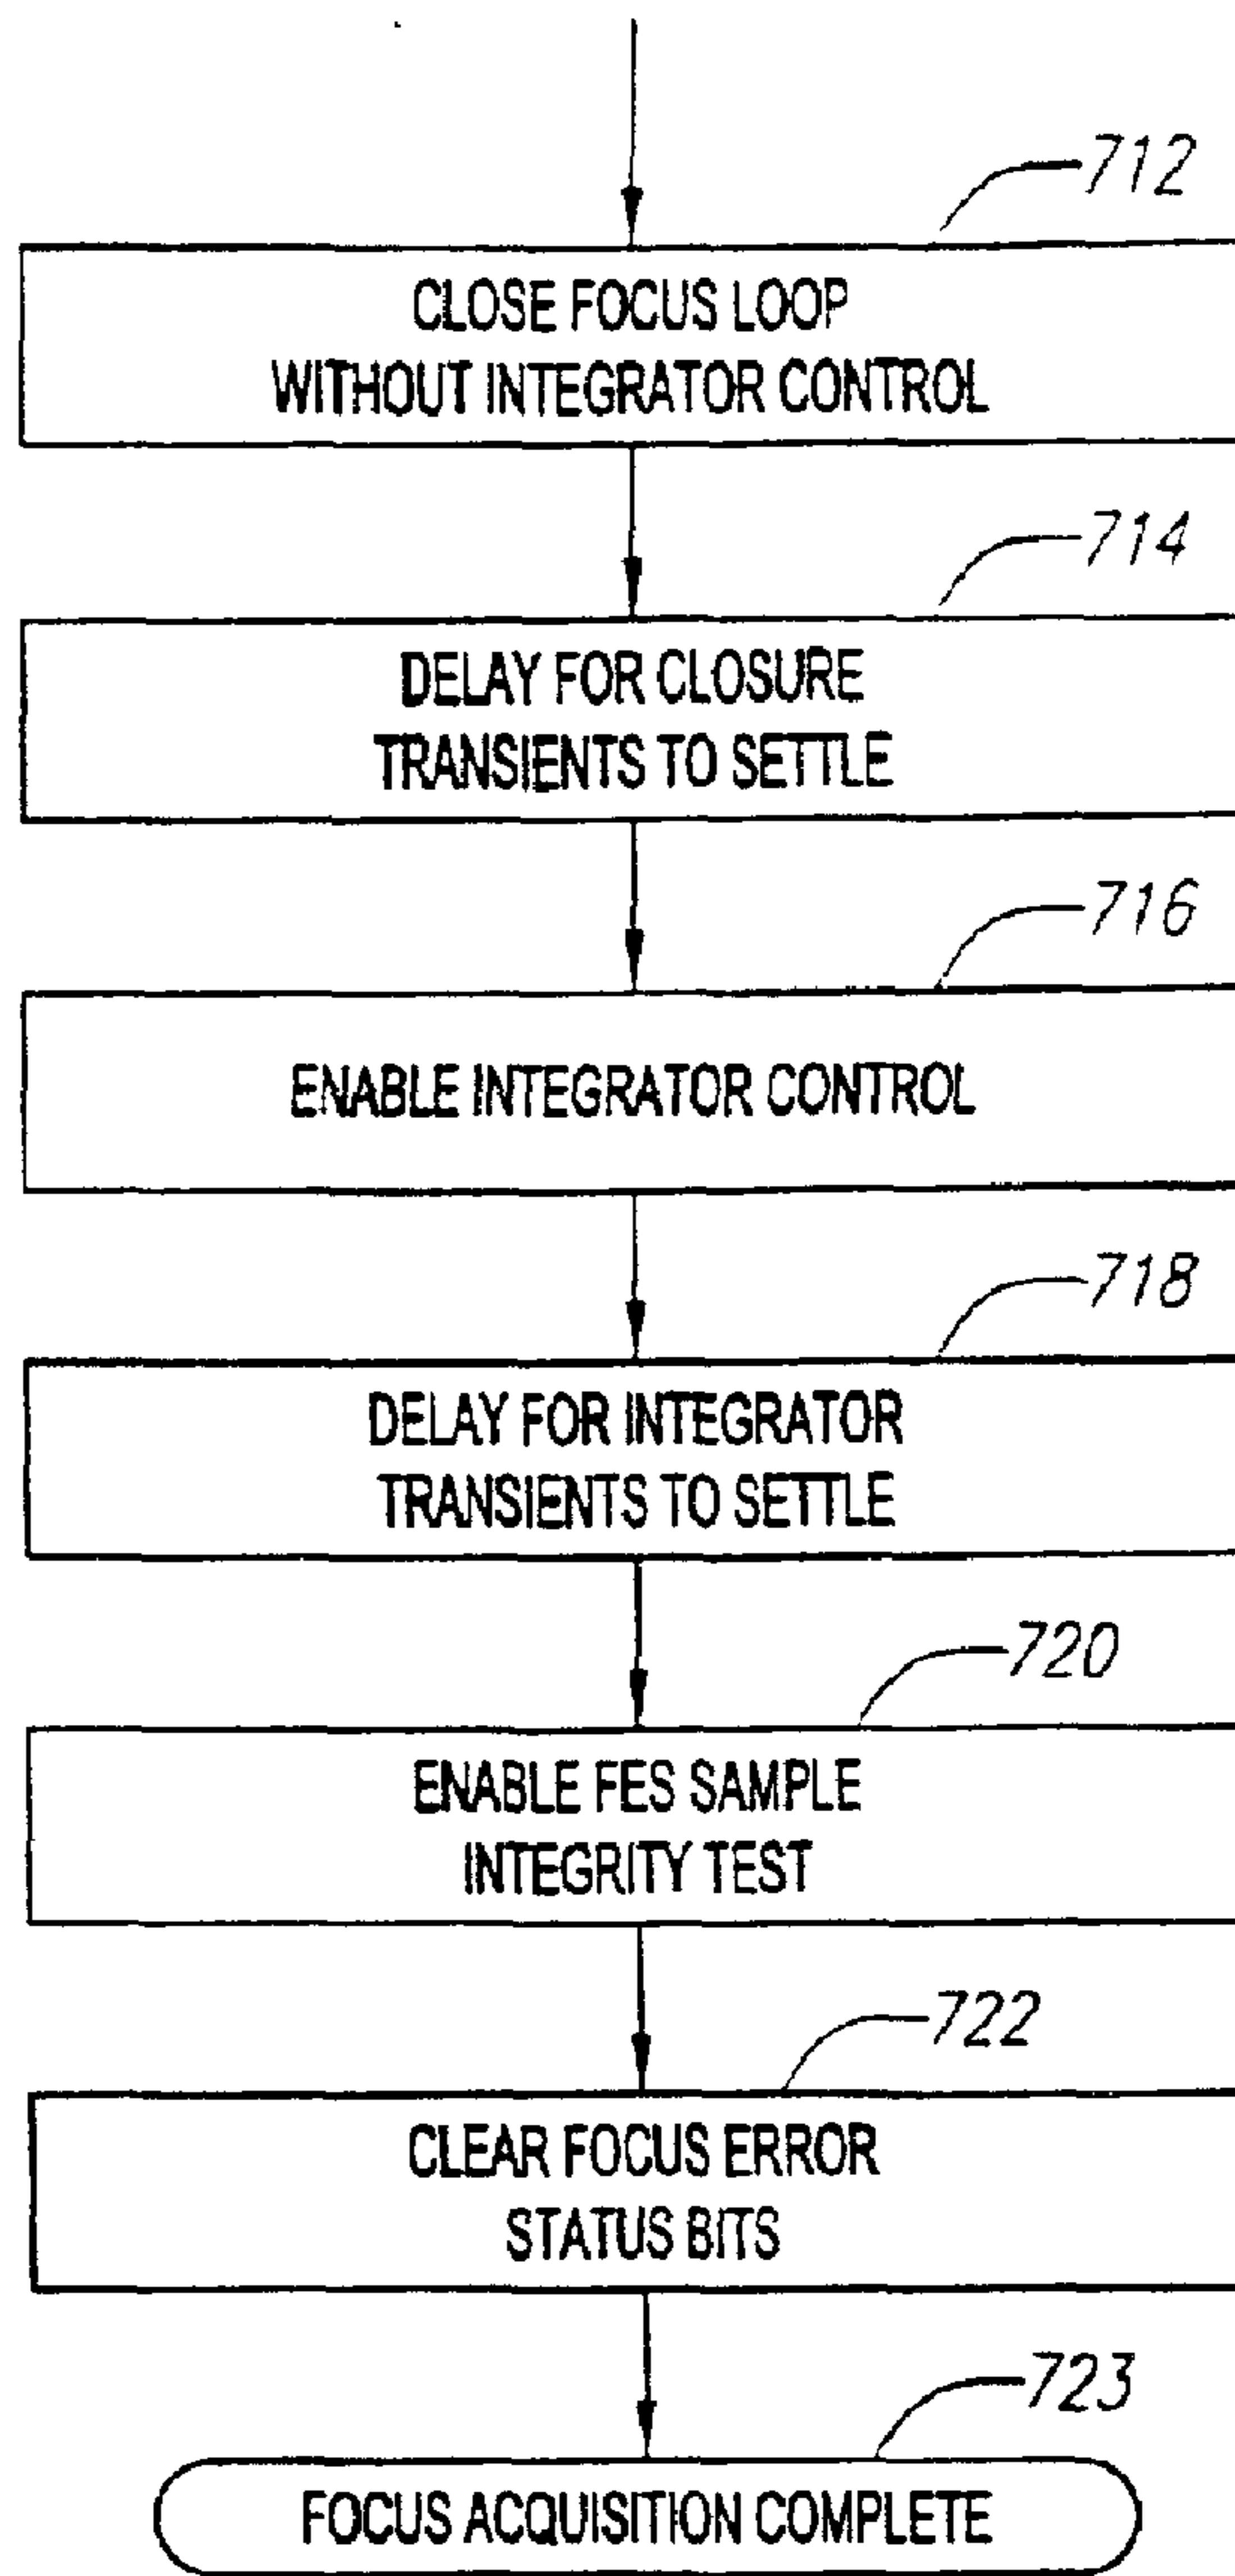 712
CLOSE FOCUS LOOP
WITHOUT INTEGRATOR CONTROL
714
DELAY FOR CLOSURE
TRANSIENTS TO SETTLE
716
ENABLE INTEGRATOR CONTROL
718
DELAY FOR INTEGRATOR
TRANSIENTS TO SETTLE
720
ENABLE FES SAMPLE
INTEGRITY TEST
722
CLEAR FOCUS ERROR
STATUS BITS
723
FOCUS ACQUISITION COMPLETE